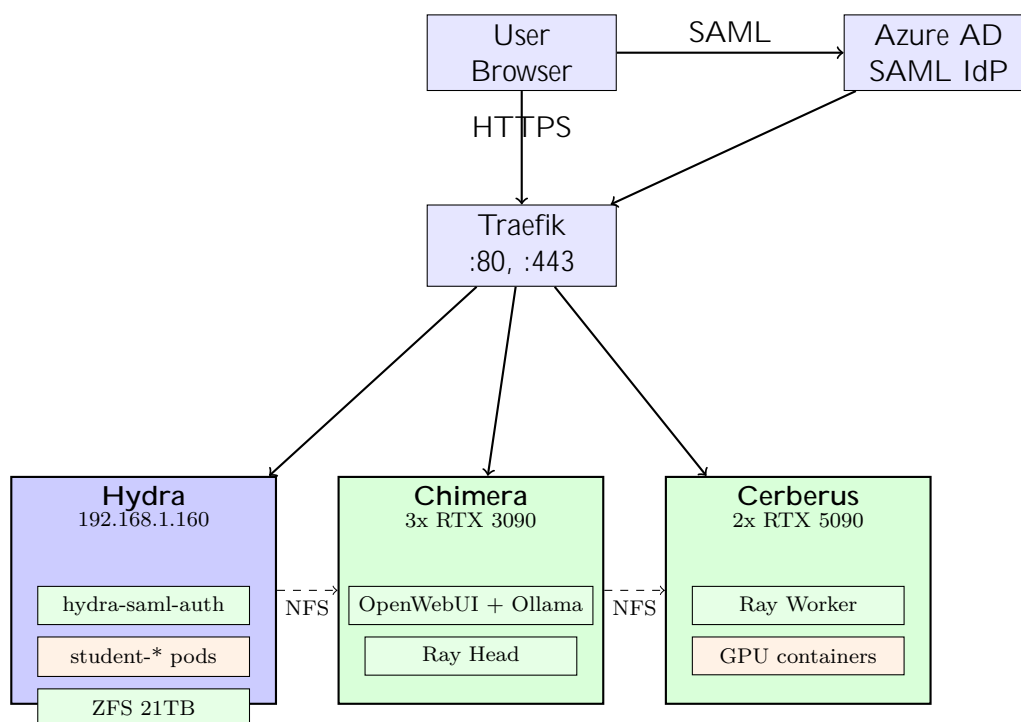 User
Browser
SAML
Azure AD
SAML IdP
HTTPS
Traefik
:80, :443
Hydra
192.168.1.160
hydra-saml-auth
student-* pods
ZFS 21TB
NFS
Chimera
3x RTX 3090
OpenWebUI + Ollama
Ray Head
NFS
Cerberus
2x RTX 5090
Ray Worker
GPU containers